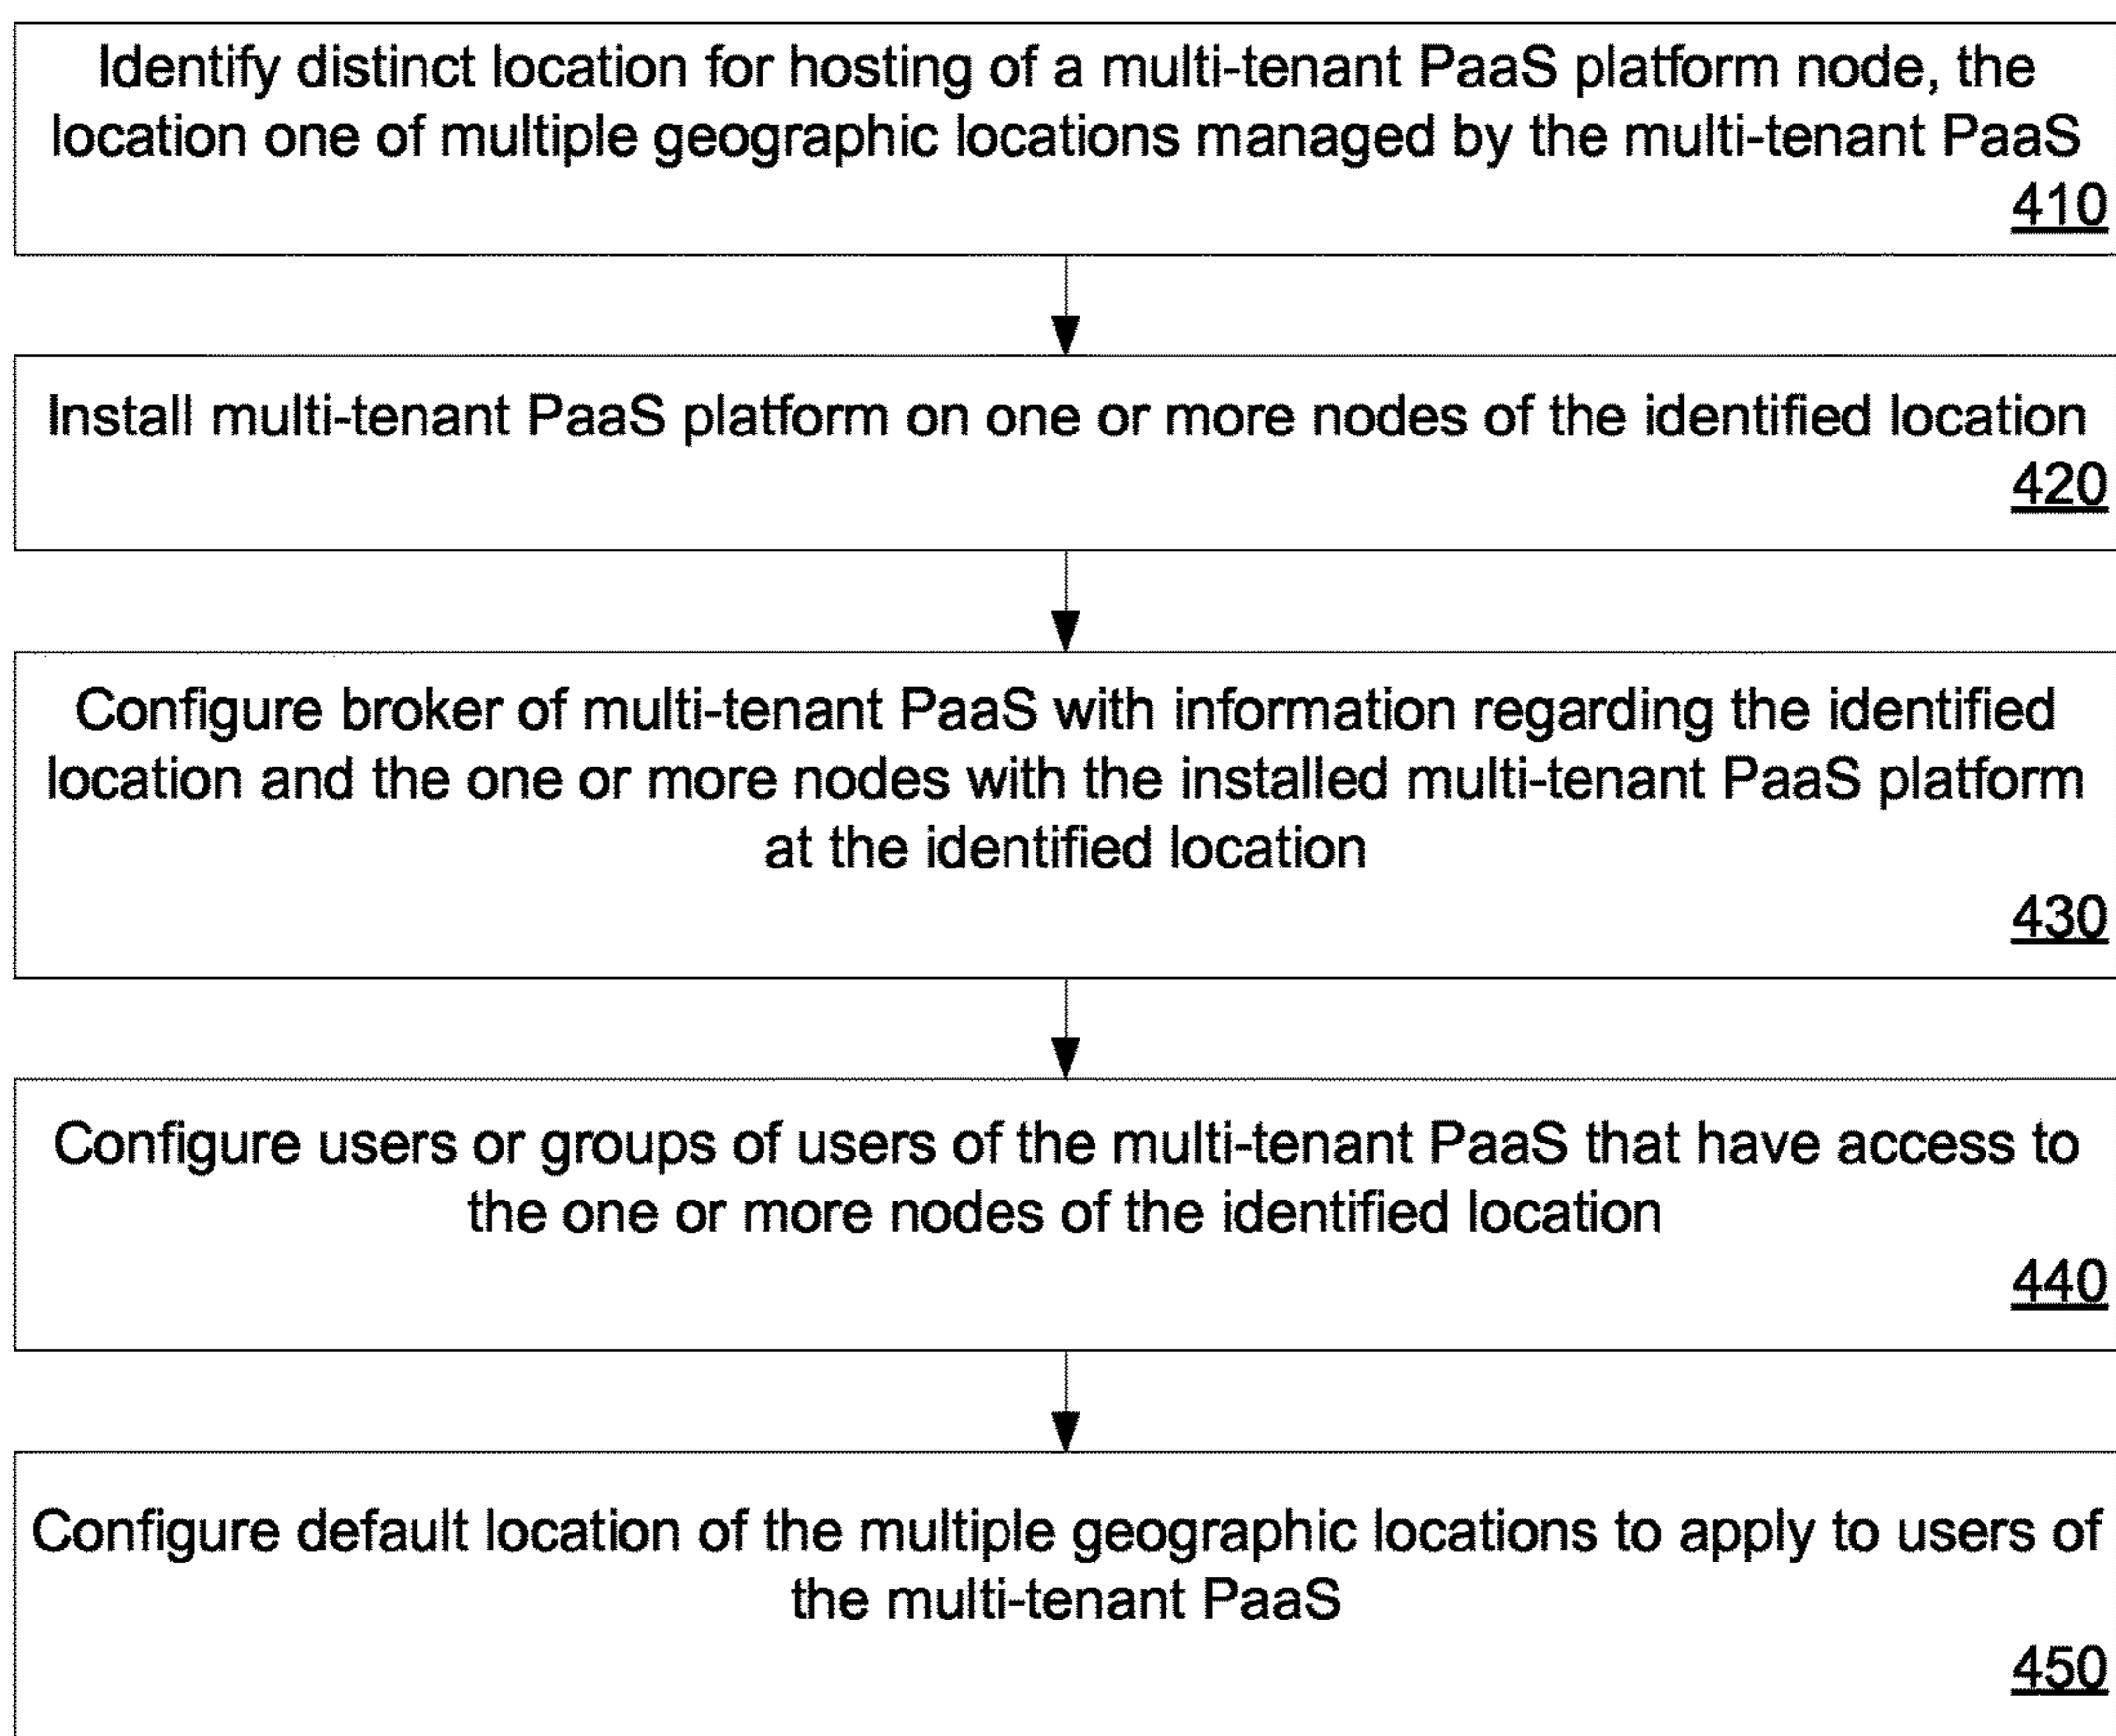 Identify distinct location for hosting of a multi-tenant PaaS platform node, the
location one of multiple geographic locations managed by the multi-tenant PaaS
410
Install multi-tenant PaaS platform on one or more nodes of the identified location
420
Configure broker of multi-tenant PaaS with information regarding the identified
location and the one or more nodes with the installed multi-tenant PaaS platform
at the identified location
430
Configure users or groups of users of the multi-tenant PaaS that have access to
the one or more nodes of the identified location
440
Configure default location of the multiple geographic locations to apply to users of
the multi-tenant PaaS
450